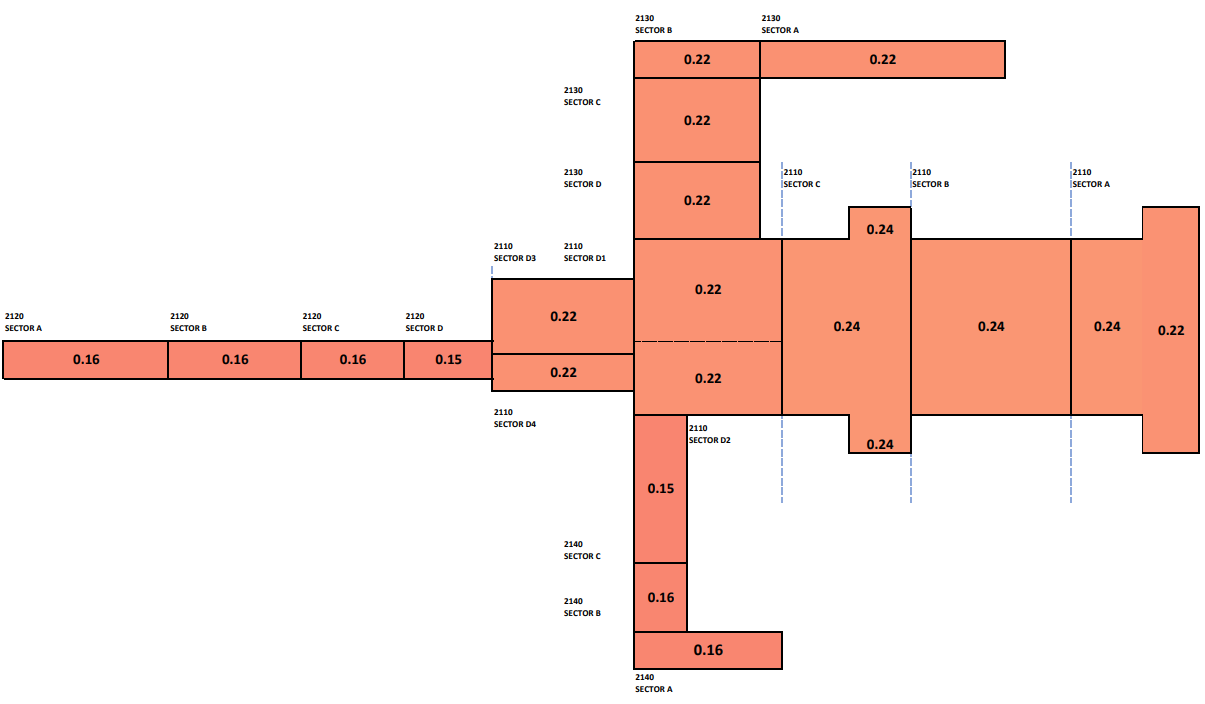 2130
SECTOR B
2130
SECTOR A
0.22
0.22
2130
SECTOR C
0.22
2130
SECTOR D
0.22
2110
SECTOR C
2110
SECTOR B
2110
SECTOR A
0.24
2110
SECTOR D3
2110
SECTOR D1
0.22
0.22
0.24
0.24
0.24
0.22
2120
SECTOR A
2120
SECTOR B
2120
SECTOR C
2120
SECTOR D
0.16
0.16
0.16
0.15
0.22
0.22
2110
SECTOR D4
2110
SECTOR D2
0.24
0.15
2140
SECTOR C
2140
SECTOR B
0.16
0.16
2140
SECTOR A